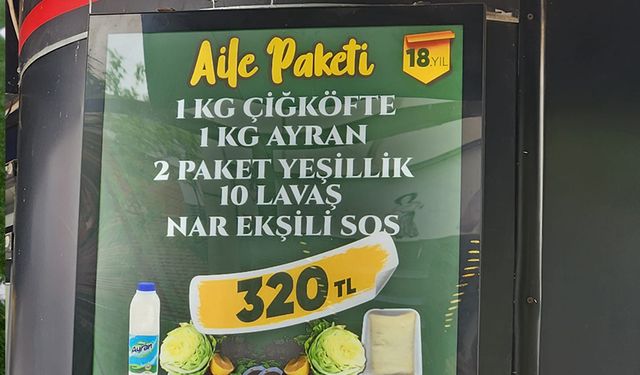 Aile Paketi
18.YIL
1 KG ÇİĞKÖFTE
1 KG AYRAN
2 PAKET YEŞİLLİK
10 LAVAŞ
NAR EKŞİLİ SOS
320 TL
Ayran